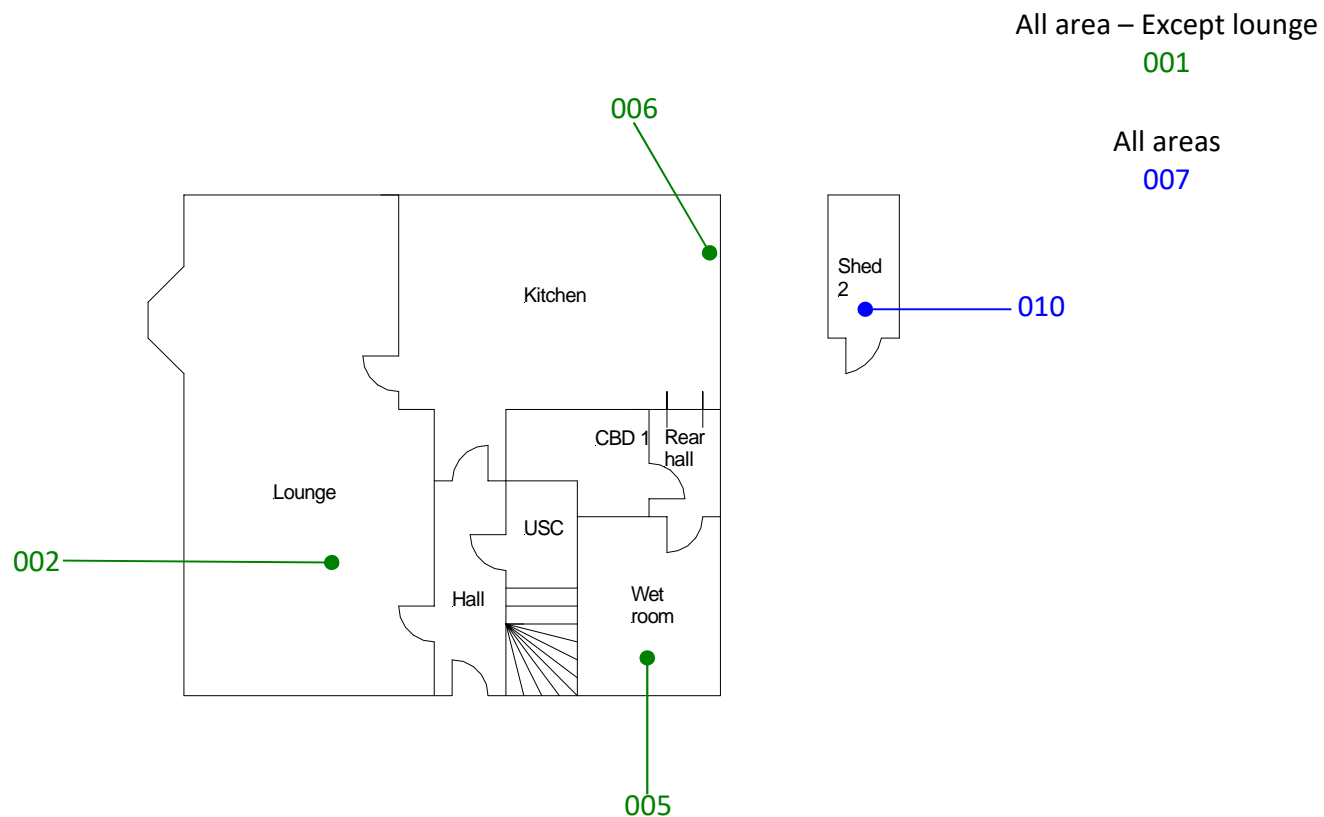 All area – Except lounge
001
006
All areas
007
Shed
2
Kitchen
010
CBD 1
Rear
hall
Lounge
USC
002
Hall
Wet
room
005